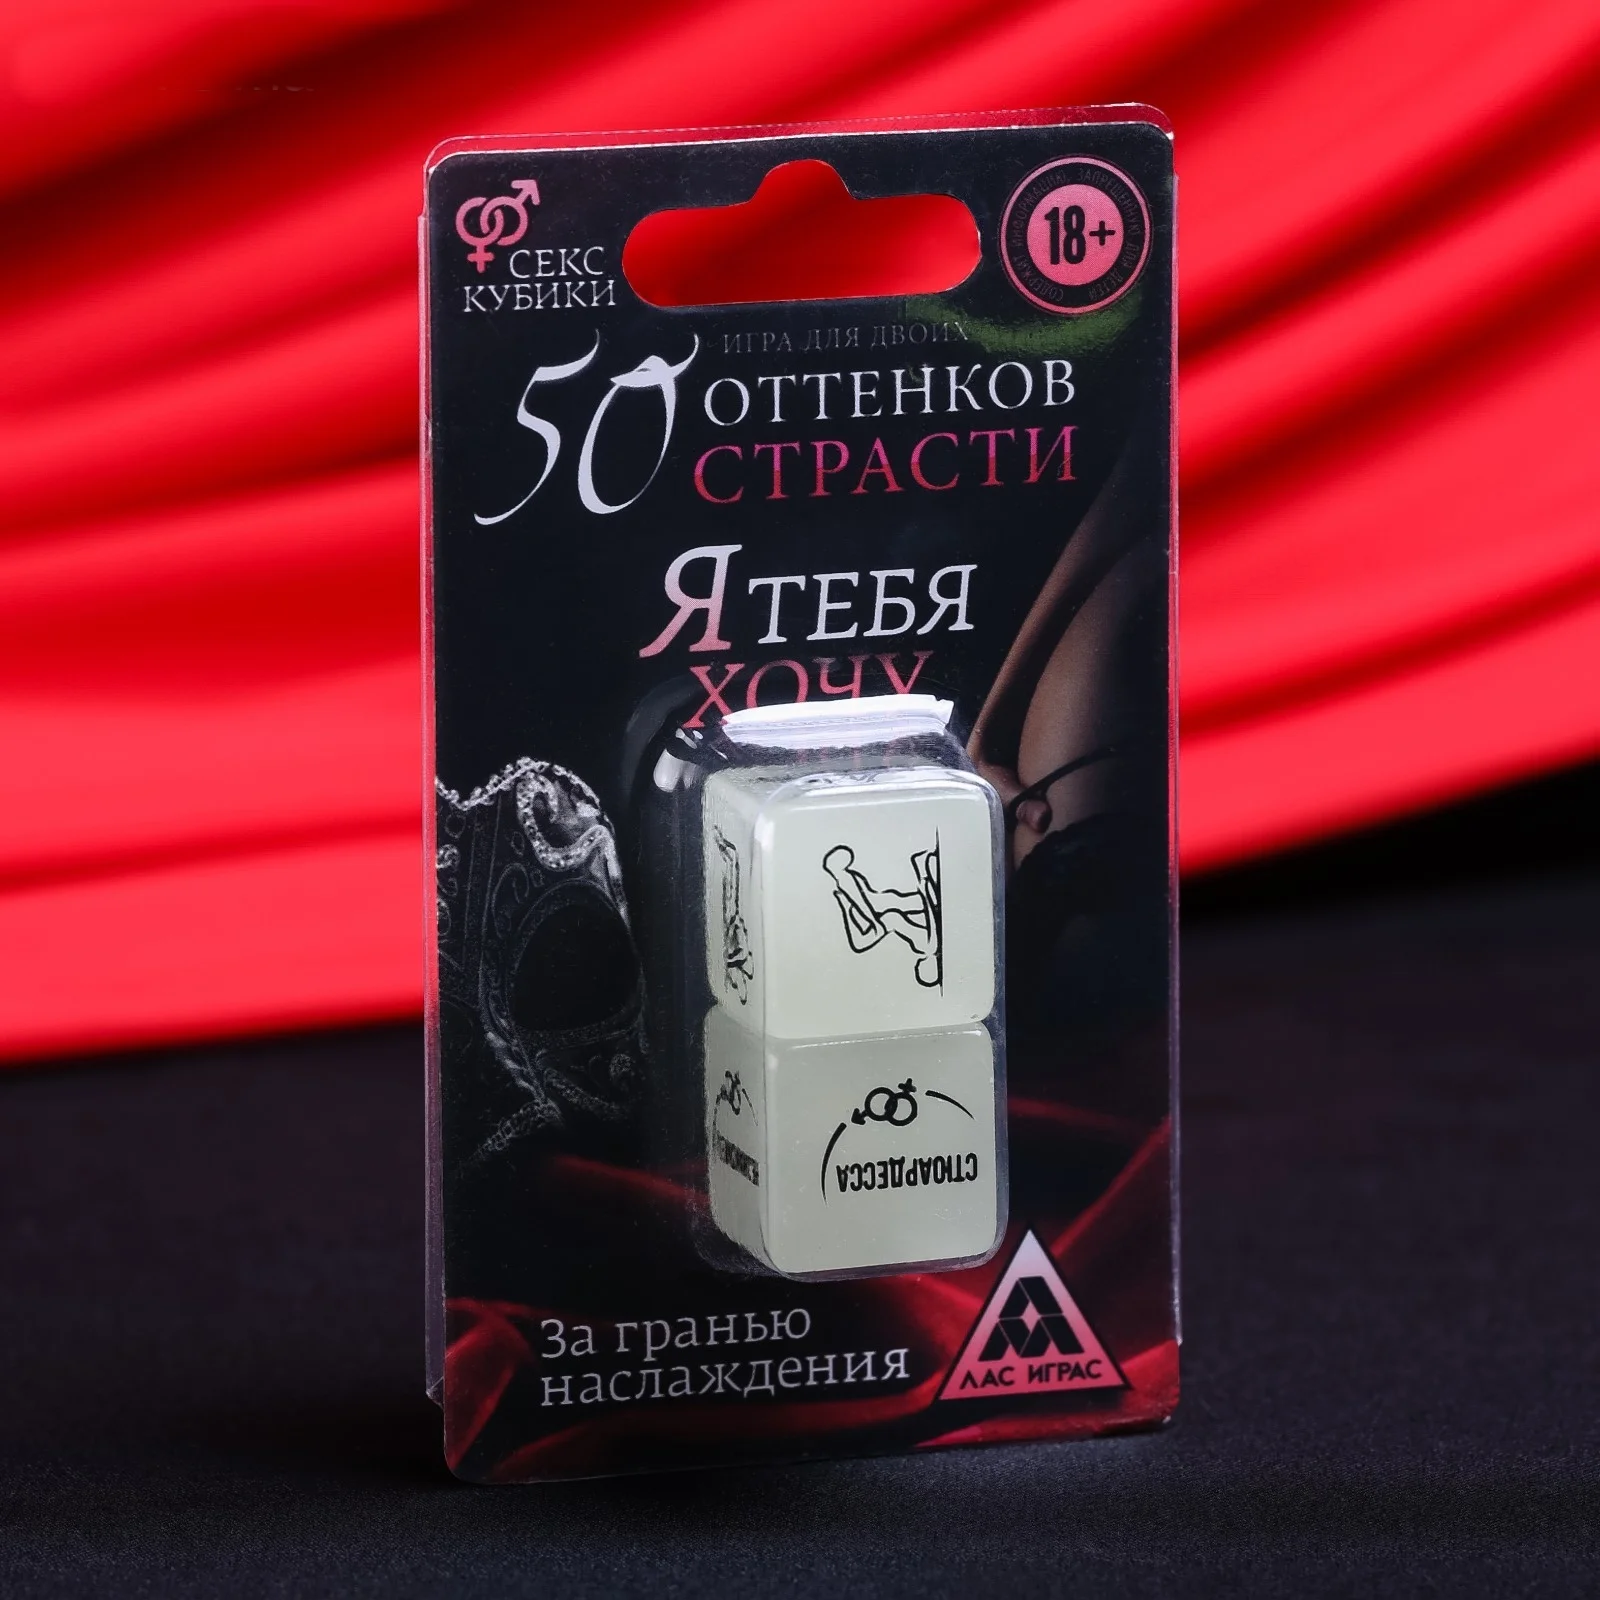 СЕКС
КУБИКИ
18+
ИГРА ДЛЯ ДВОИХ
50 ОТТЕНКОВ
СТРАСТИ
Я ТЕБЯ
ХОЧУ
СТЮАРДЕССА
За гранью
наслаждения
ЛАС ИГРАС